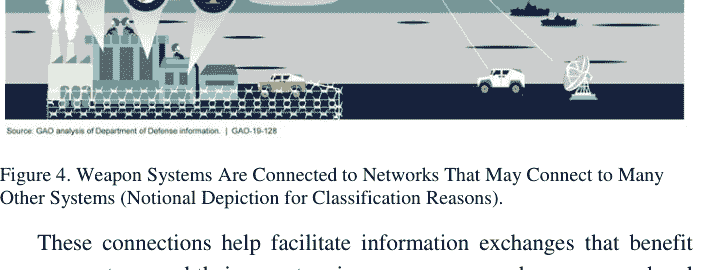 Source: GAO analysis of Department of Defense information. | GAO-19-128
Figure 4. Weapon Systems Are Connected to Networks That May Connect to Many
Other Systems (Notional Depiction for Classification Reasons).
These connections help facilitate information exchanges that benefit